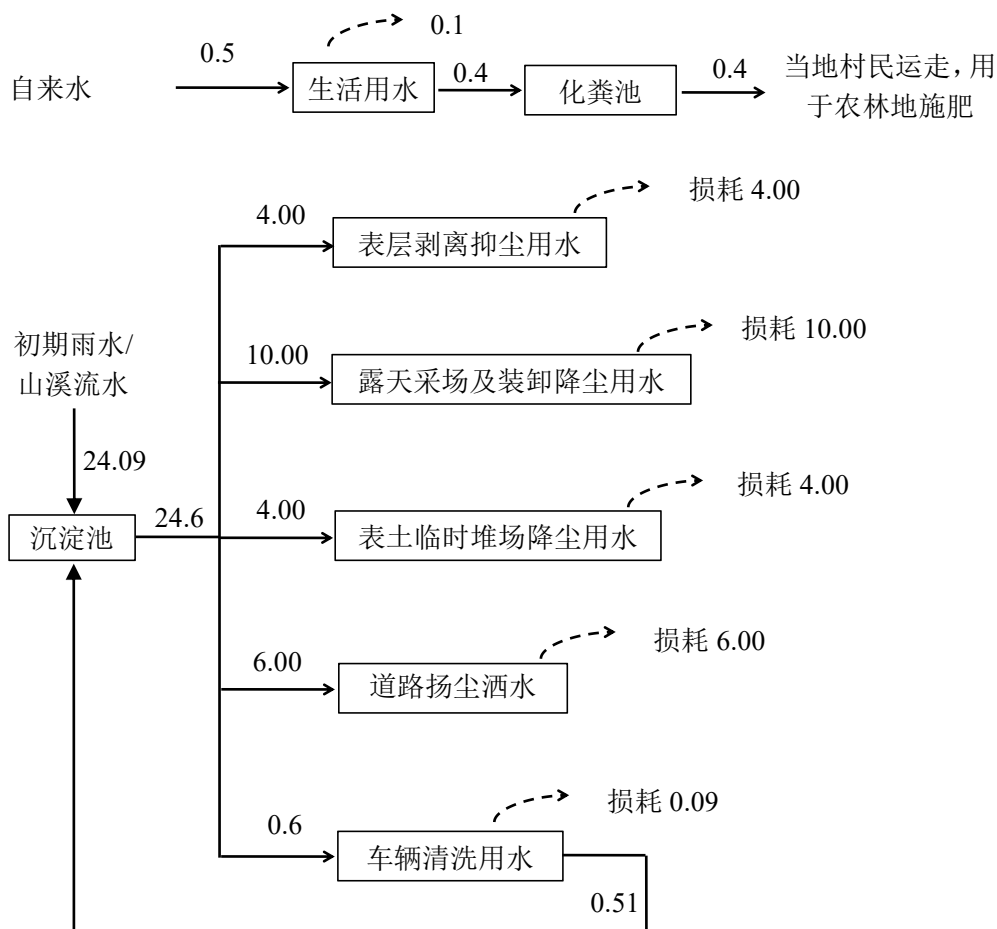 0.1
0.5
自来水
生活用水
0.4
化粪池
0.4
当地村民运走，用
于农林地施肥
损耗 4.00
4.00
表层剥离抑尘用水
损耗 10.00
初期雨水/
山溪流水
10.00
露天采场及装卸降尘用水
24.09
损耗 4.00
沉淀池
24.6
4.00
表土临时堆场降尘用水
损耗 6.00
6.00
道路扬尘洒水
损耗 0.09
0.6
车辆清洗用水
0.51